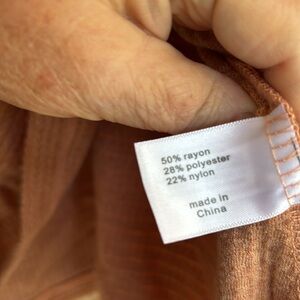 50% rayon
28% polyester
22% nylon
made in
China